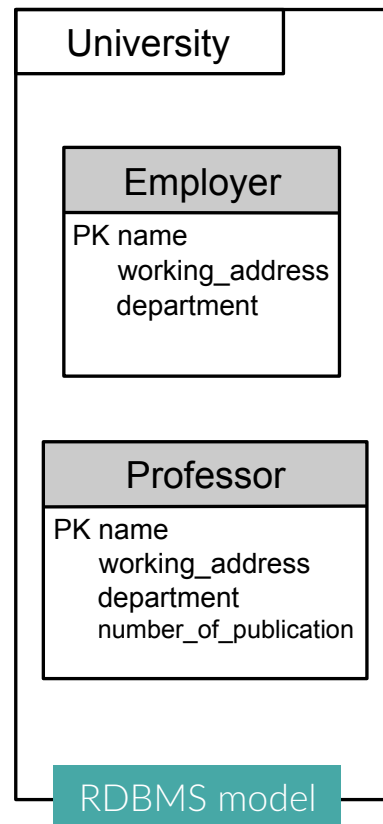 University
Employer
PK name
working_address
department
Professor
PK name
working_address
department
number_of_publication
RDBMS model